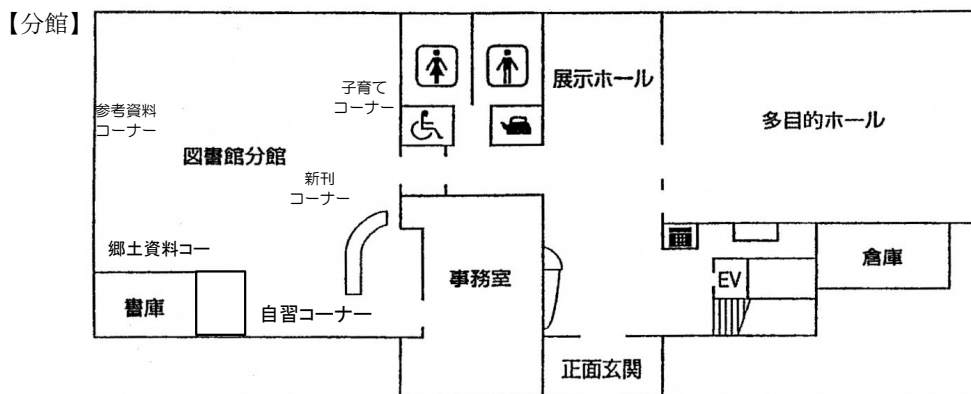 【分館】
展示ホール
子育て
コーナー
参考資料
コーナー
多目的ホール
図書館分館
新刊
コーナー
郷土資料コー
倉庫
事務室
EV
書庫
自習コーナー
正面玄関